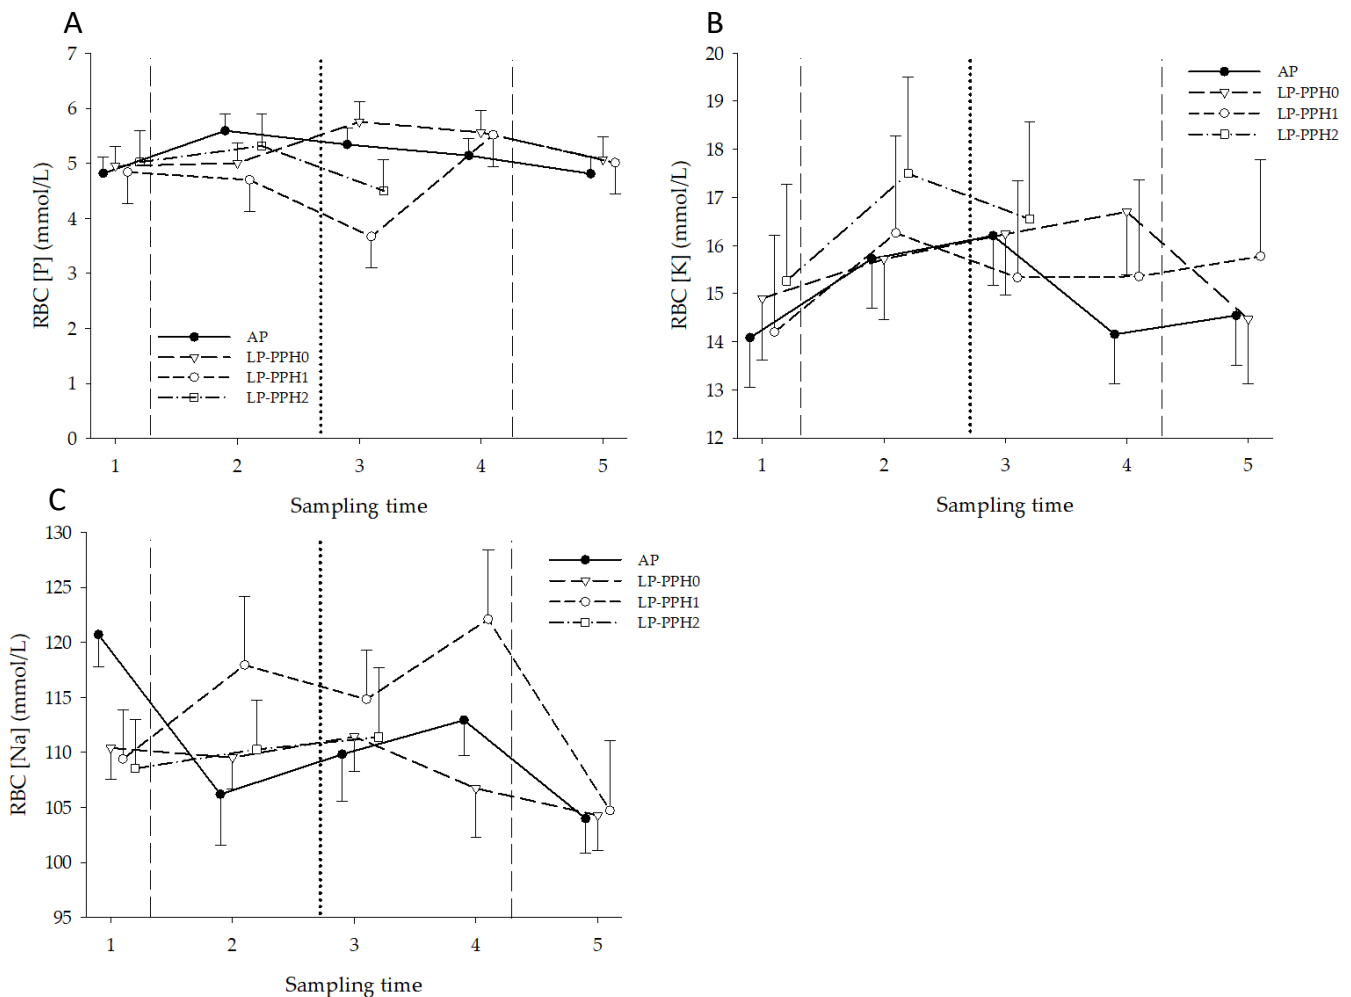 A
7
6
5
4
3
2
1
0
RBC [P] (mmol/L)
AP
LP-PPH0
LP-PPH1
LP-PPH2
1 2 3 4 5
Sampling time
B
20
19
18
17
16
15
14
13
12
RBC [K] (mmol/L)
AP
LP-PPH0
LP-PPH1
LP-PPH2
1 2 3 4 5
Sampling time
C
130
125
120
115
110
105
100
95
RBC [Na] (mmol/L)
AP
LP-PPH0
LP-PPH1
LP-PPH2
1 2 3 4 5
Sampling time